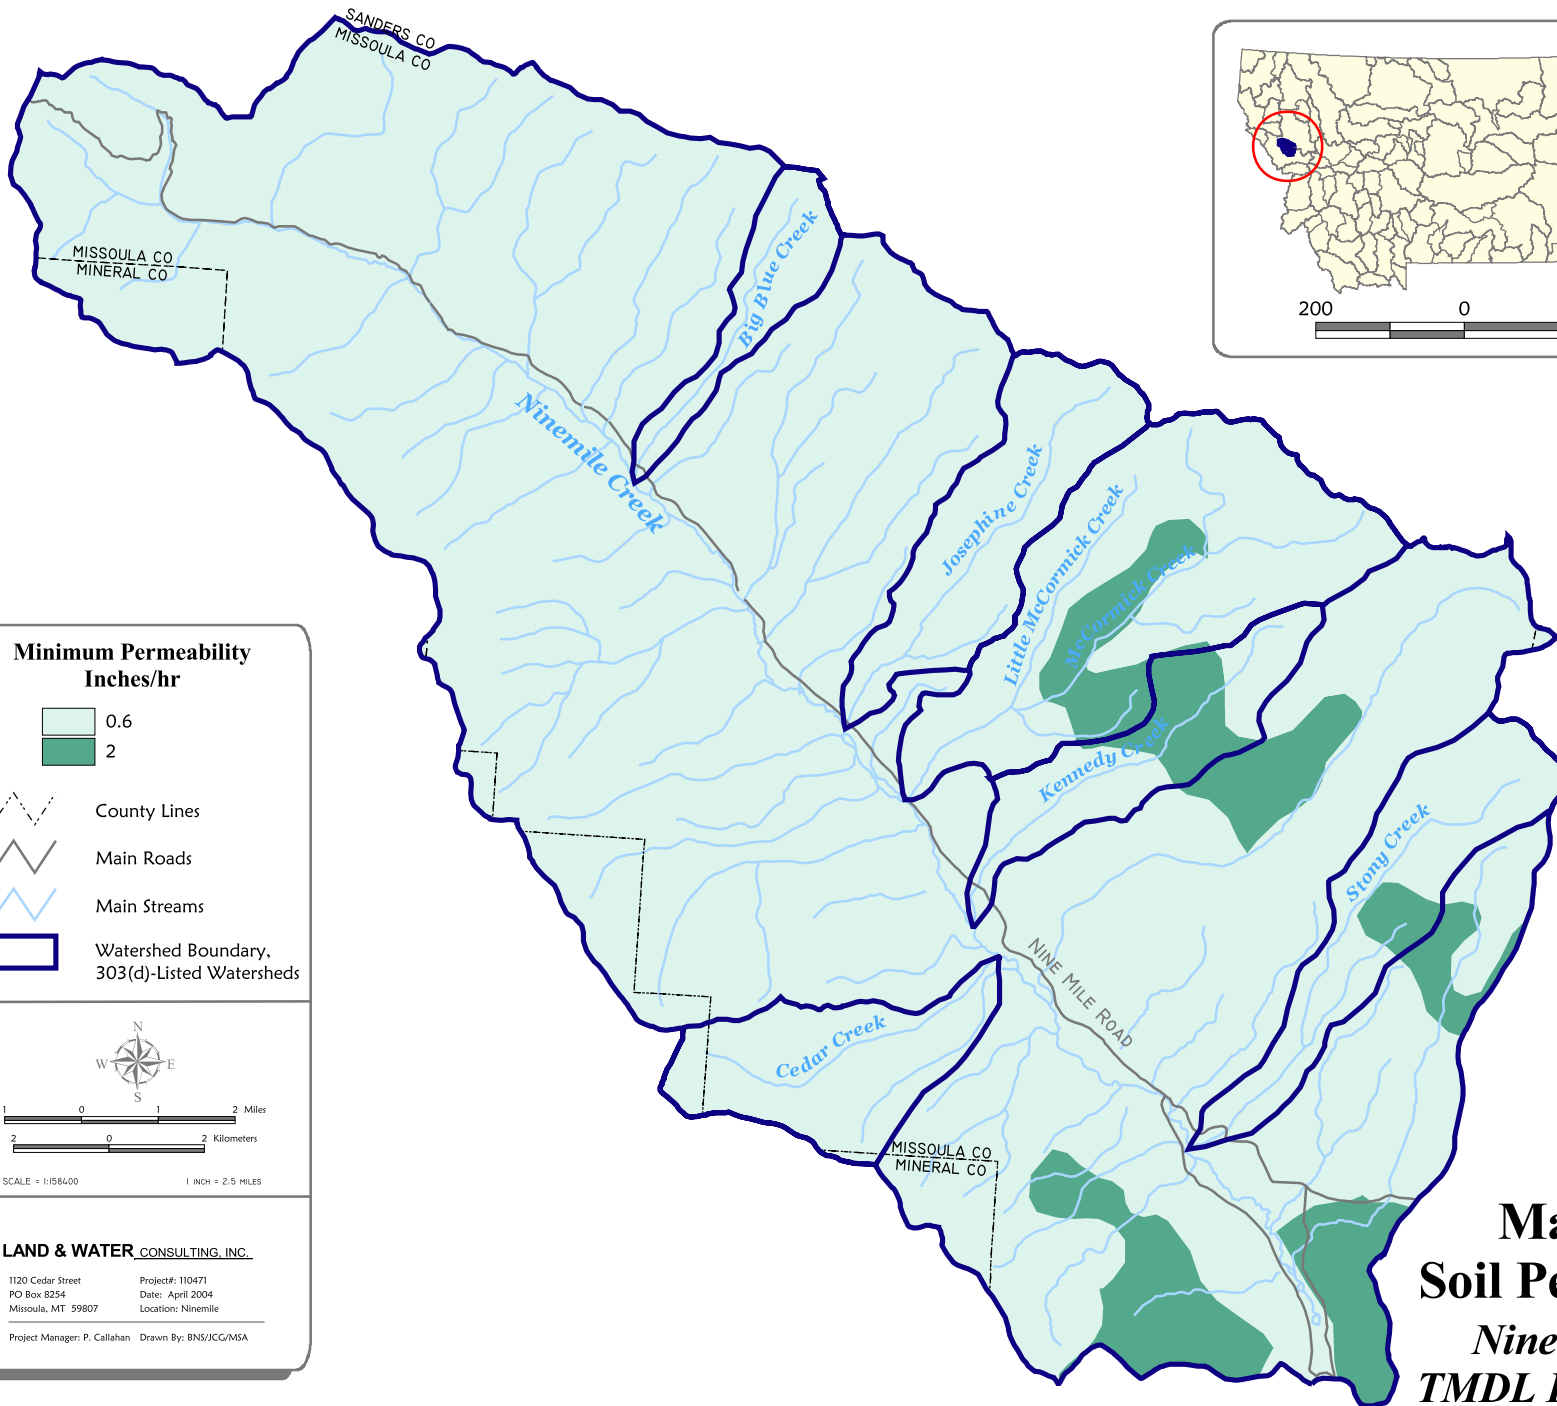 SANDERS CO
MISSOULA CO
MISSOULA CO
MINERAL CO
Big Blue Creek
Ninemile Creek
Josephine Creek
Little McCormick Creek
McCormick Creek
Kennedy Creek
Stony Creek
Cedar Creek
NINE MILE ROAD
MISSOULA CO
MINERAL CO
200 0
Minimum Permeability
Inches/hr
0.6
2
County Lines
Main Roads
Main Streams
Watershed Boundary,
303(d)-Listed Watersheds
N
W E
S
1 0 1 2 Miles
2 0 2 Kilometers
SCALE = 1:158400 1 INCH = 2.5 MILES
LAND & WATER CONSULTING, INC.
1120 Cedar Street Project#: 110471
PO Box 8254 Date: April 2004
Missoula, MT 59807 Location: Ninemile
Project Manager: P. Callahan Drawn By: BNS/JCG/MSA
Ma
Soil Pe
Nine
TMDL